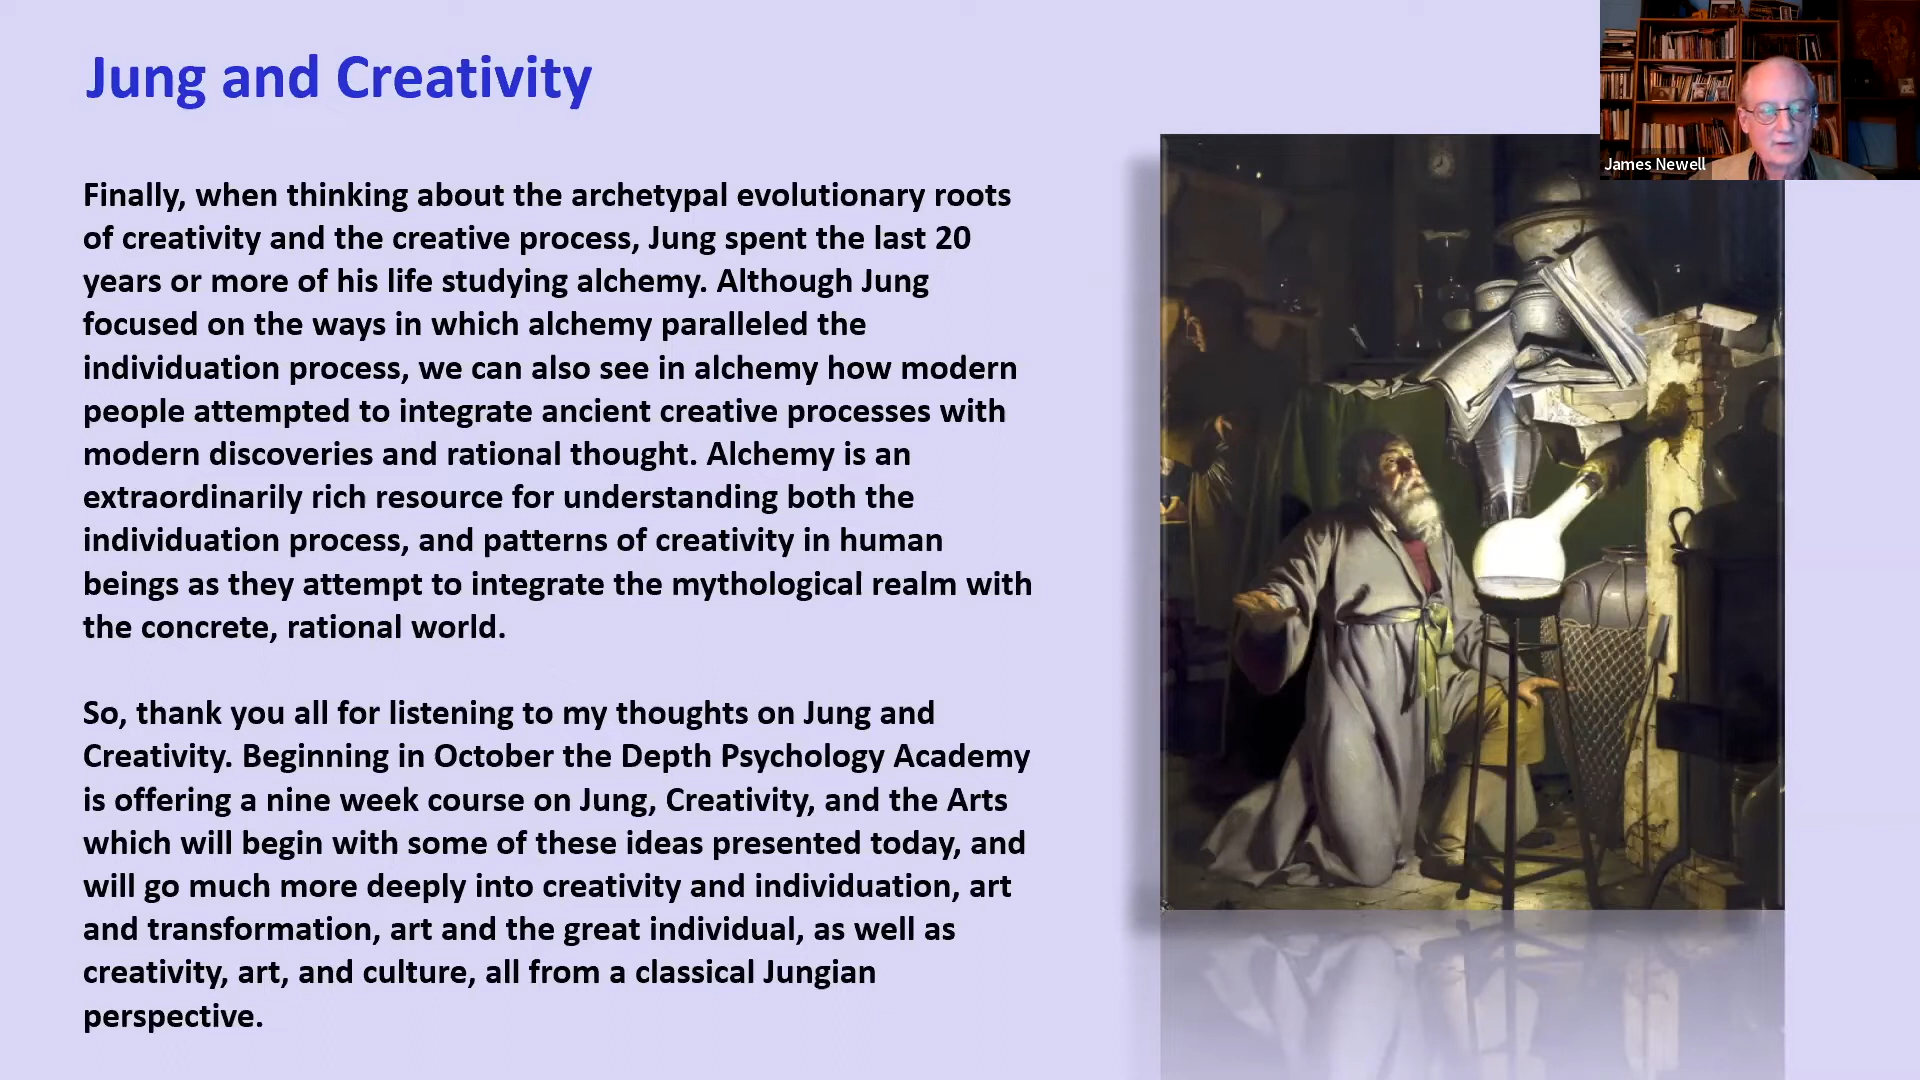 Jung and Creativity
James Newell
Finally, when thinking about the archetypal evolutionary roots
of creativity and the creative process, Jung spent the last 20
years or more of his life studying alchemy. Although Jung
focused on the ways in which alchemy paralleled the
individuation process, we can also see in alchemy how modern
people attempted to integrate ancient creative processes with
modern discoveries and rational thought. Alchemy is an
extraordinarily rich resource for understanding both the
individuation process, and patterns of creativity in human
beings as they attempt to integrate the mythological realm with
the concrete, rational world.
So, thank you all for listening to my thoughts on Jung and
Creativity. Beginning in October the Depth Psychology Academy
is offering a nine week course on Jung, Creativity, and the Arts
which will begin with some of these ideas presented today, and
will go much more deeply into creativity and individuation, art
and transformation, art and the great individual, as well as
creativity, art, and culture, all from a classical Jungian
perspective.